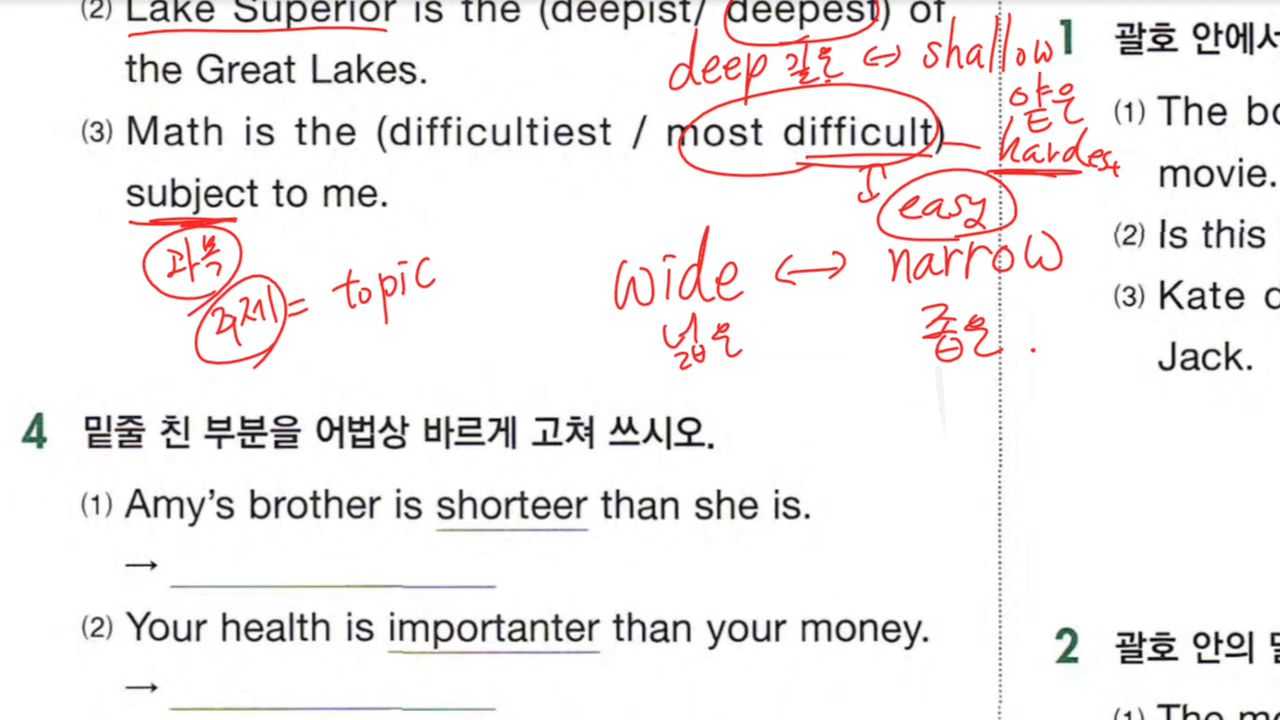 (2) Lake Superior is the (deepist/ deepest) of
the Great Lakes.
deep 깊은 ↔ shallow
얕은
(3) Math is the (difficultiest / most difficult)
hardest
subject to me.
easy
과목
주제 = topic
wide ↔ narrow
넓은 좁은.
4 밑줄 친 부분을 어법상 바르게 고쳐 쓰시오.
(1) Amy's brother is shorteer than she is.
→
(2) Your health is importanter than your money.
→
1 괄호 안에서
(1) The bo
movie.
(2) Is this
(3) Kate
Jack.
2 괄호 안의
(1) The mo